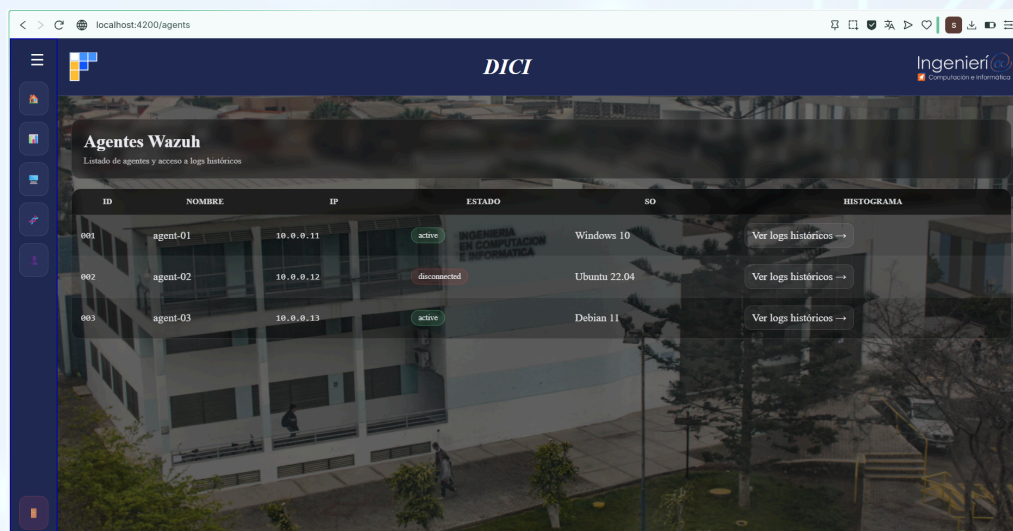 localhost:4200/agents
S
DICI
Ingenierí@
Computación e Informática
Agentes Wazuh
Listado de agentes y acceso a logs históricos
ID NOMBRE IP ESTADO SO HISTOGRAMA
001 agent-01 10.0.0.11 active Windows 10 Ver logs históricos →
002 agent-02 10.0.0.12 disconnected Ubuntu 22.04 Ver logs históricos →
003 agent-03 10.0.0.13 active Debian 11 Ver logs históricos →
INGENIERIA
EN COMPUTACION
E INFORMATICA